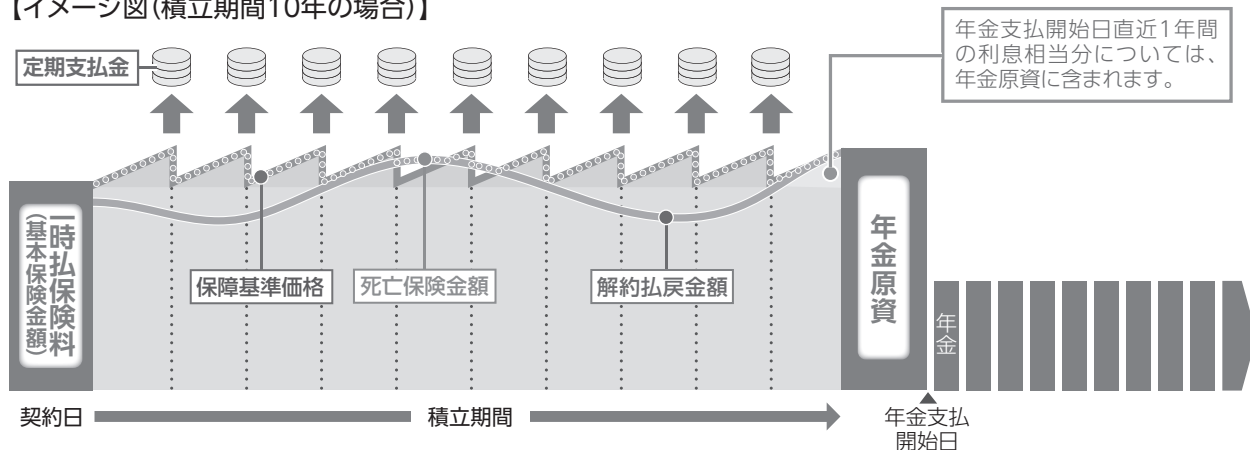 【イメージ図(積立期間10年の場合)】
定期支払金
年金支払開始日直近1年間
の利息相当分については、
年金原資に含まれます。
一時払保険料
(基本保険金額)
保障基準価格
死亡保険金額
解約払戻金額
年金原資
年金
契約日
積立期間
年金支払
開始日